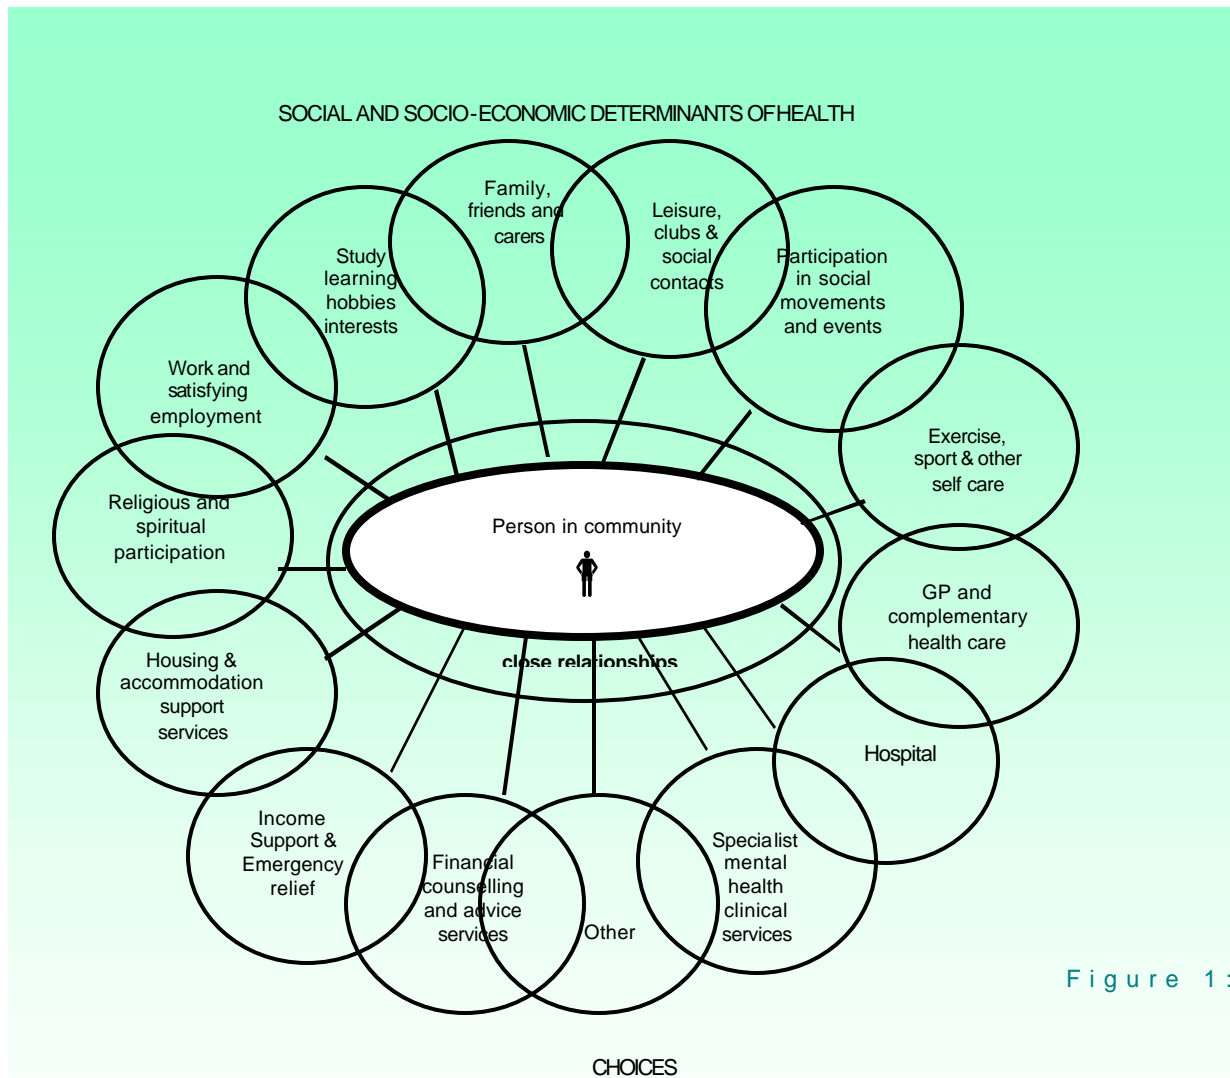 SOCIAL AND SOCIO-ECONOMIC DETERMINANTS OF HEALTH
Family,
friends and
carers
Leisure,
clubs &
social
contacts
Participation
in social
movements
and events
Study
learning
hobbies
interests
Work and
satisfying
employment
Exercise,
sport & other
self care
Religious and
spiritual
participation
Person in community
close relationships
GP and
complementary
health care
Housing &
accommodation
support
services
Hospital
Income
Support &
Emergency
relief
Financial
counselling
and advice
services
Other
Specialist
mental
health
clinical
services
Figure 1:
CHOICES